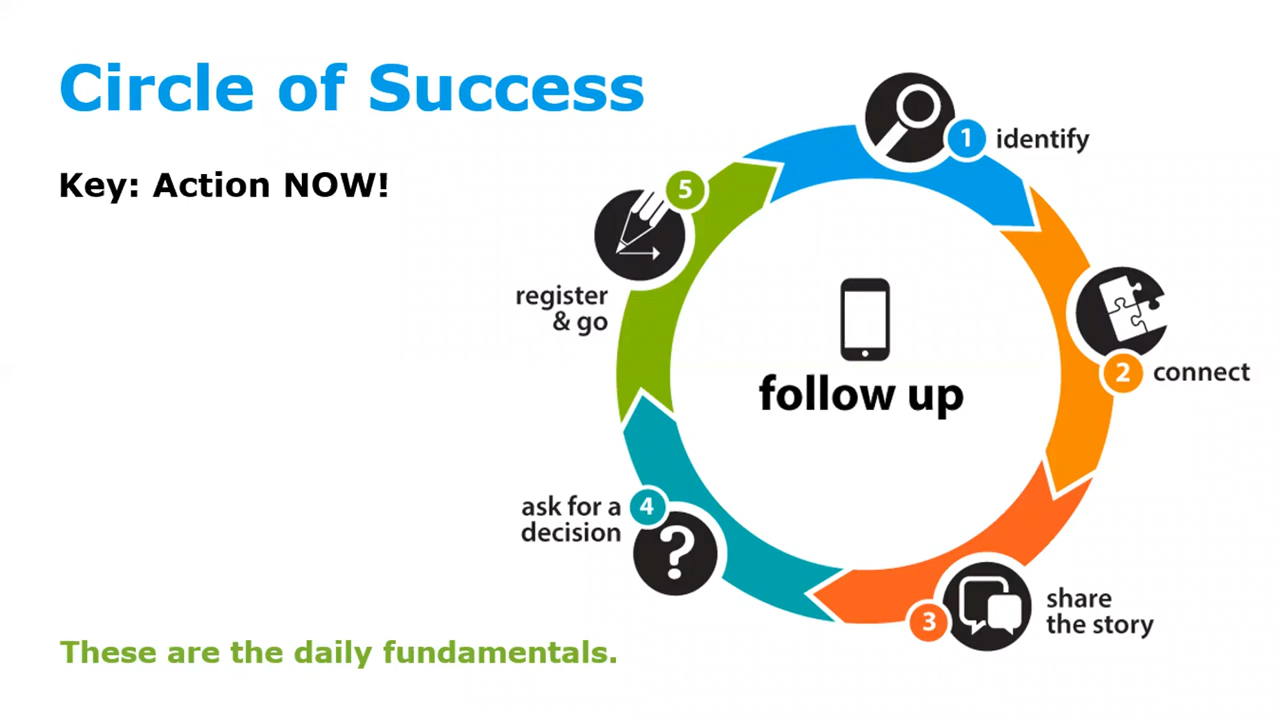 Circle of Success
Key: Action NOW!
1 identify
2 connect
3 share
the story
4 ask for a
decision
5 register
& go
follow up
These are the daily fundamentals.